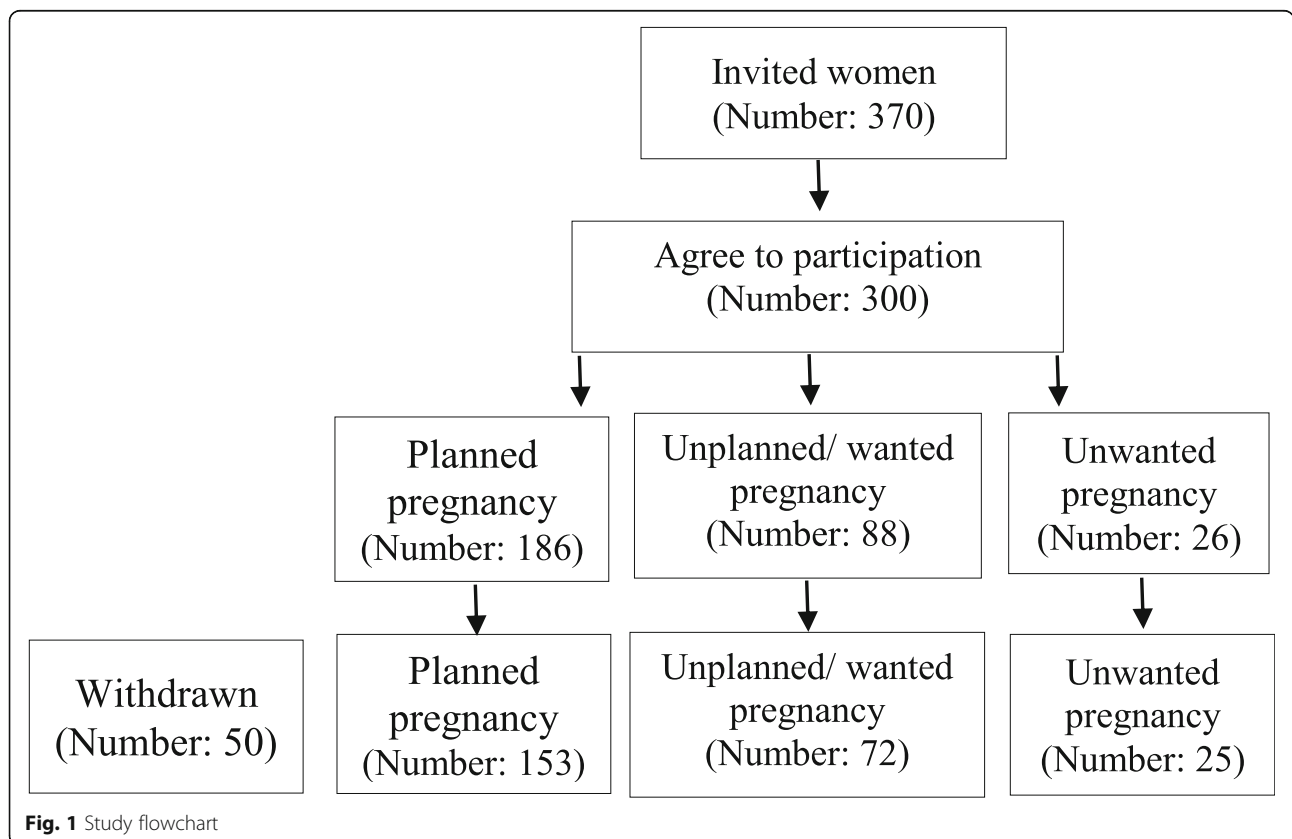 Invited women
(Number: 370)
Agree to participation
(Number: 300)
Planned
pregnancy
(Number: 186)
Unplanned/ wanted
pregnancy
(Number: 88)
Unwanted
pregnancy
(Number: 26)
Withdrawn
(Number: 50)
Planned
pregnancy
(Number: 153)
Unplanned/ wanted
pregnancy
(Number: 72)
Unwanted
pregnancy
(Number: 25)
Fig. 1 Study flowchart